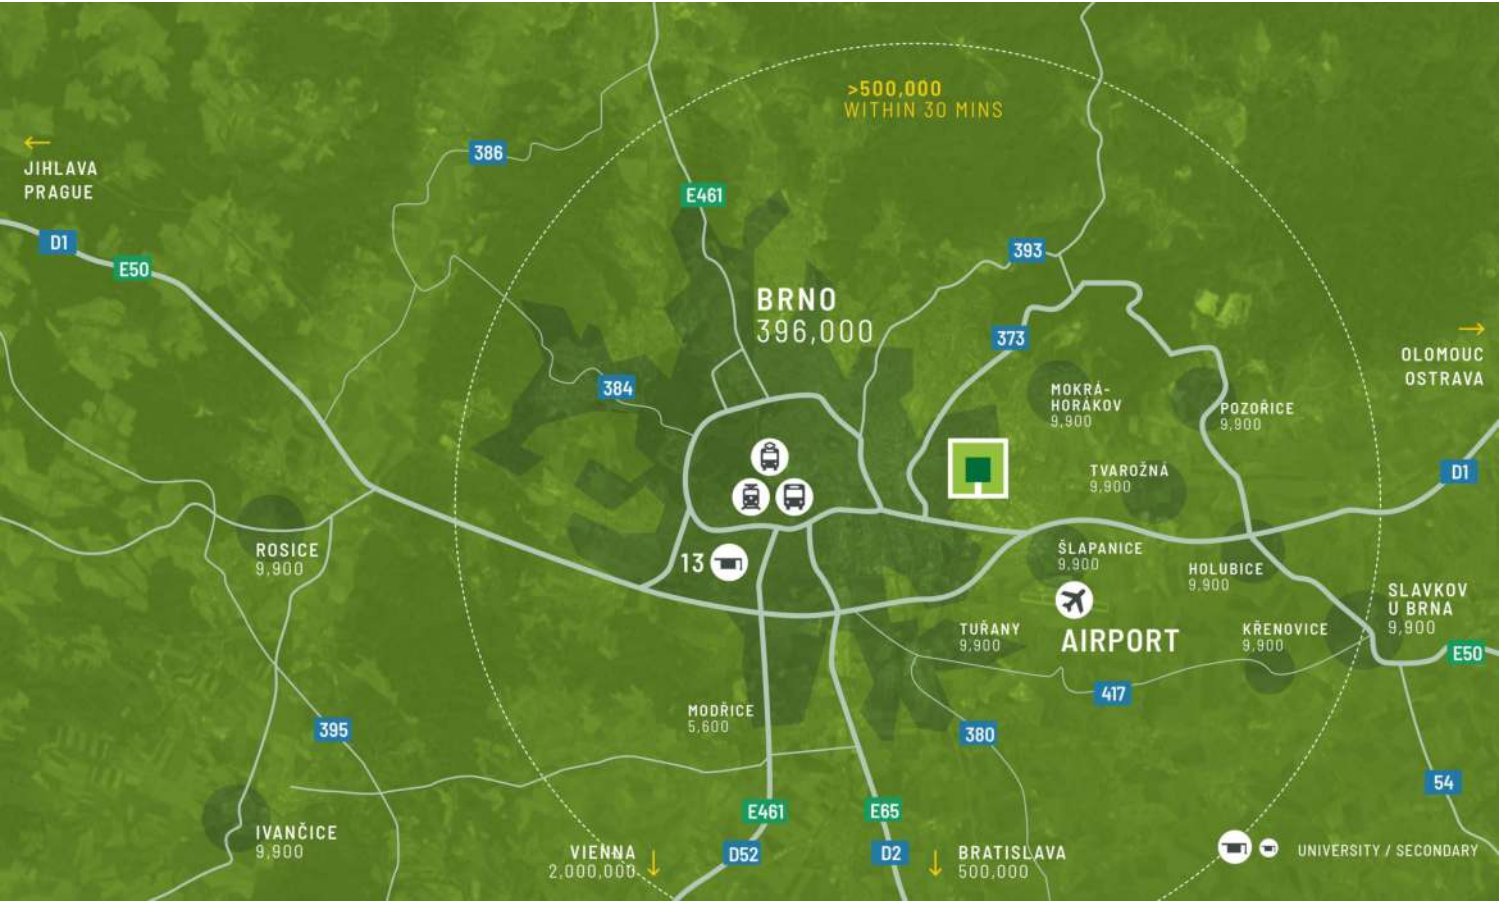 >500,000
WITHIN 30 MINS
←
JIHLAVA
PRAGUE
386
E461
D1
E50
393
BRNO
396,000
373
→
OLOMOUC
OSTRAVA
384
MOKRÁ-
HORÁKOV
9,900
POZOŘICE
9,900
TVAROŽNÁ
9,900
D1
ROSICE
9,900
13
ŠLAPANICE
9,900
HOLUBICE
9,900
SLAVKOV
U BRNA
9,900
TUŘANY
9,900
AIRPORT
KŘENOVICE
9,900
E50
417
MODŘICE
5,600
395
380
54
E461
E65
IVANČICE
9,900
VIENNA
2,000,000
↓
D52
D2
↓
BRATISLAVA
500,000
UNIVERSITY / SECONDARY